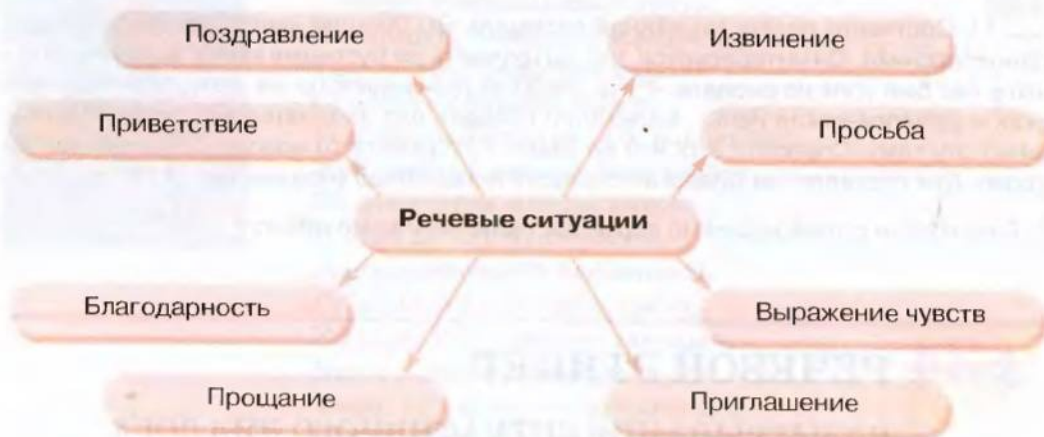 Поздравление
Извинение
Приветствие
Просьба
Речевые ситуации
Благодарность
Выражение чувств
Прощание
Приглашение